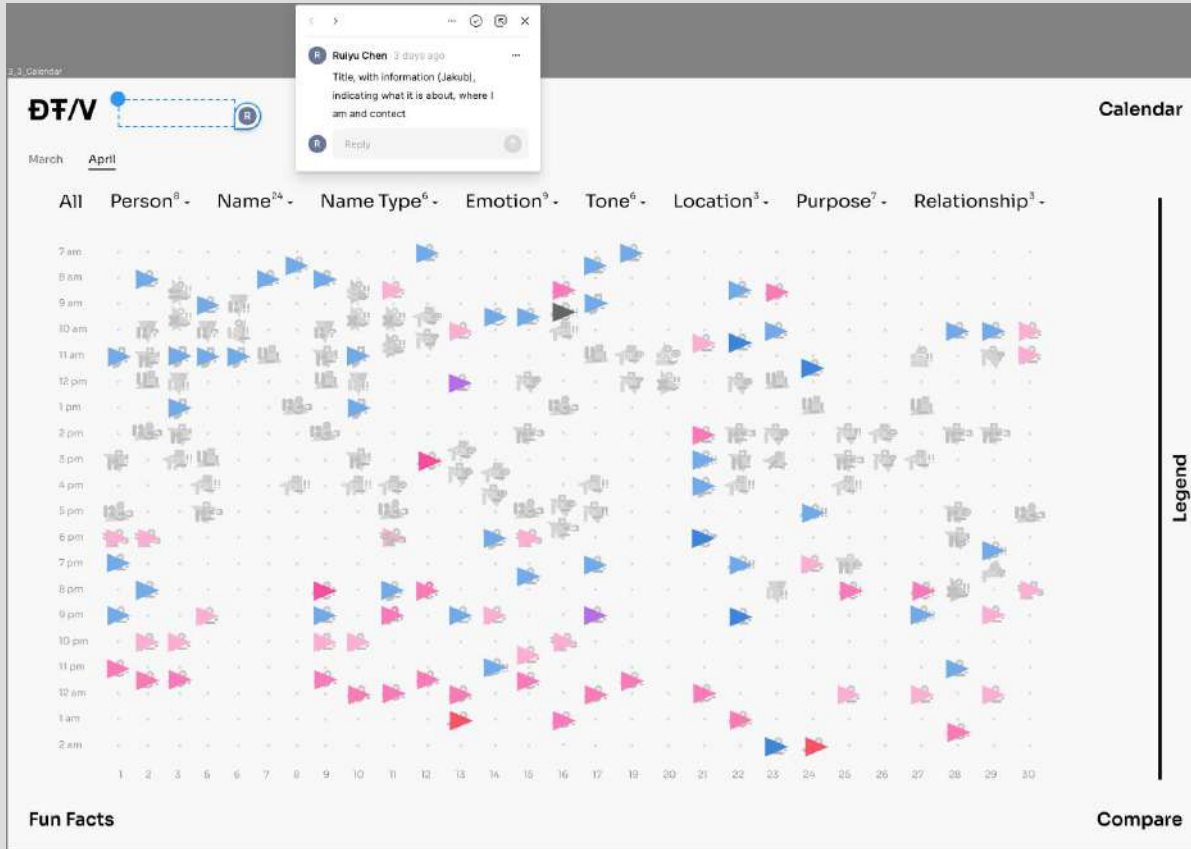 Ruiyu Chen 3 days ago
Title, with information (Jakub),
indicating what it is about, where I
am and contect
R Reply
3_3_Calendar
ĐŦ/V
R
Calendar
March April
All Person⁸ Name²⁴ Name Type⁶ Emotion⁹ Tone⁶ Location³ Purpose⁷ Relationship³
7 am
8 am
9 am
10 am
11 am
12 pm
1 pm
2 pm
3 pm
4 pm
5 pm
6 pm
7 pm
8 pm
9 pm
10 pm
11 pm
12 am
1 am
2 am
1 2 3 5 6 7 8 9 10 11 12 13 14 15 16 17 19 20 21 22 23 24 25 26 27 28 29 30
Legend
Fun Facts
Compare